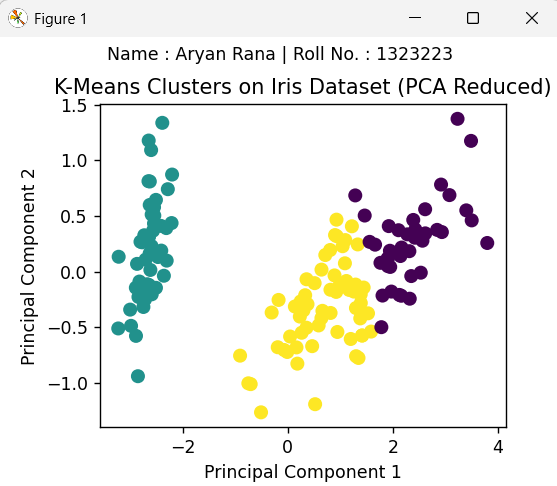 Figure 1
Name : Aryan Rana | Roll No. : 1323223
K-Means Clusters on Iris Dataset (PCA Reduced)
1.5
1.0
0.5
0.0
−0.5
−1.0
Principal Component 2
−2
0
2
4
Principal Component 1